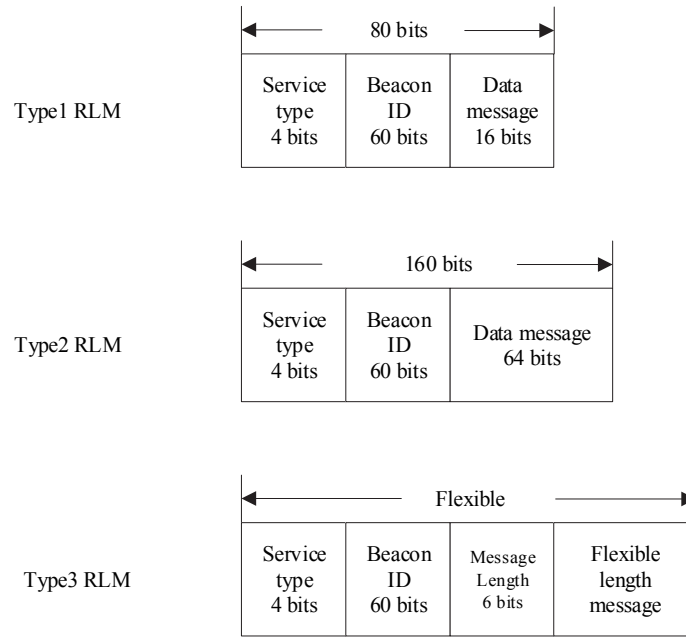 80 bits
Type1 RLM
Service
type
4 bits
Beacon
ID
60 bits
Data
message
16 bits
160 bits
Type2 RLM
Service
type
4 bits
Beacon
ID
60 bits
Data message
64 bits
Flexible
Type3 RLM
Service
type
4 bits
Beacon
ID
60 bits
Message
Length
6 bits
Flexible
length
message